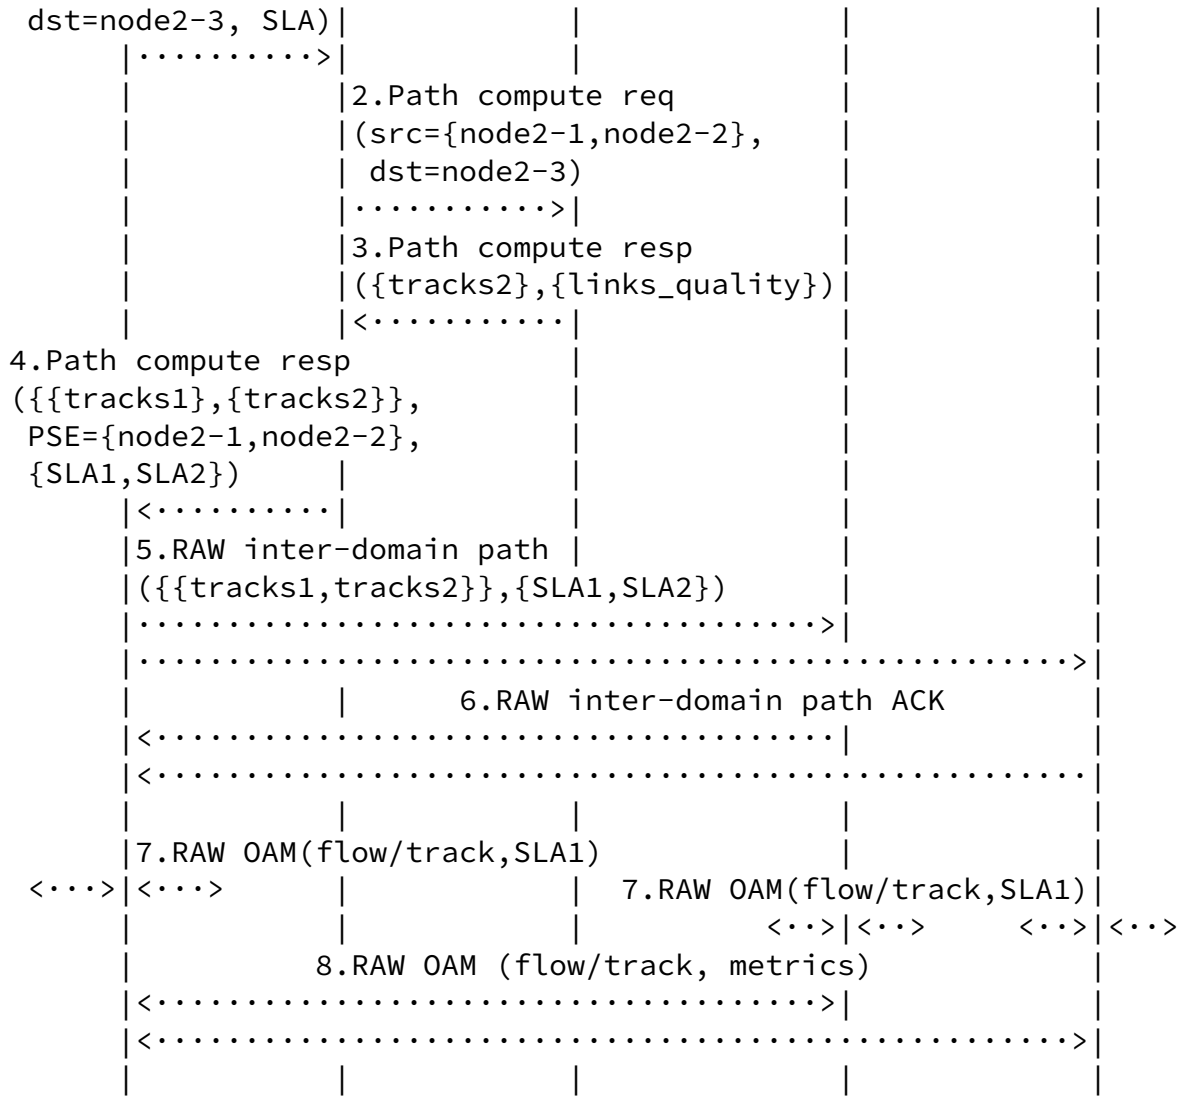 dst=node2-3, SLA)
2.Path compute req
(src={node2-1,node2-2},
dst=node2-3)
3.Path compute resp
({tracks2},{links_quality})
4.Path compute resp
({{tracks1},{tracks2}},
PSE={node2-1,node2-2},
{SLA1,SLA2})
5.RAW inter-domain path
({{tracks1,tracks2}},{SLA1,SLA2})
6.RAW inter-domain path ACK
7.RAW OAM(flow/track,SLA1)
7.RAW OAM(flow/track,SLA1)
8.RAW OAM (flow/track, metrics)